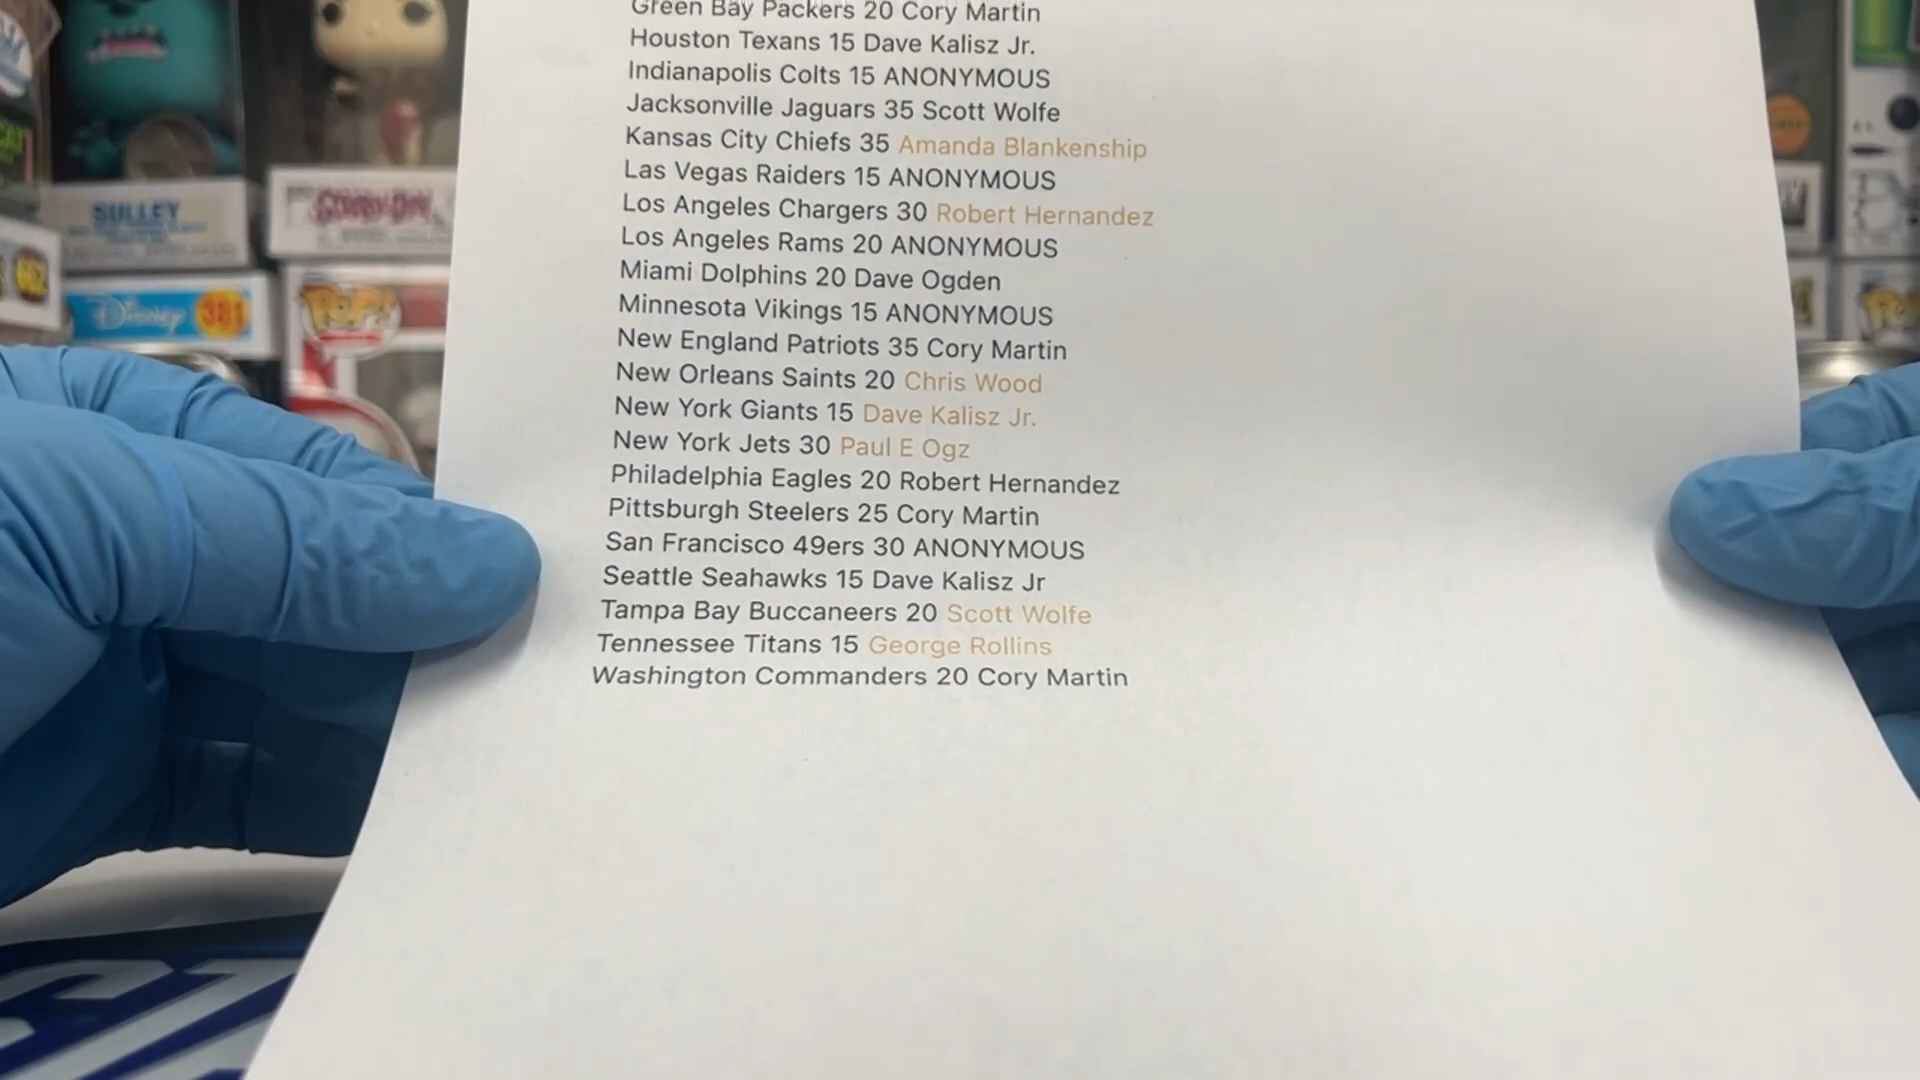 Green Bay Packers 20 Cory Martin
Houston Texans 15 Dave Kalisz Jr.
Indianapolis Colts 15 ANONYMOUS
Jacksonville Jaguars 35 Scott Wolfe
Kansas City Chiefs 35 Amanda Blankenship
Las Vegas Raiders 15 ANONYMOUS
Los Angeles Chargers 30 Robert Hernandez
Los Angeles Rams 20 ANONYMOUS
Miami Dolphins 20 Dave Ogden
Minnesota Vikings 15 ANONYMOUS
New England Patriots 35 Cory Martin
New Orleans Saints 20 Chris Wood
New York Giants 15 Dave Kalisz Jr.
New York Jets 30 Paul E Ogz
Philadelphia Eagles 20 Robert Hernandez
Pittsburgh Steelers 25 Cory Martin
San Francisco 49ers 30 ANONYMOUS
Seattle Seahawks 15 Dave Kalisz Jr
Tampa Bay Buccaneers 20 Scott Wolfe
Tennessee Titans 15 George Rollins
Washington Commanders 20 Cory Martin
SULLEY
SCOOBY-DOO
Disney 381
POP!